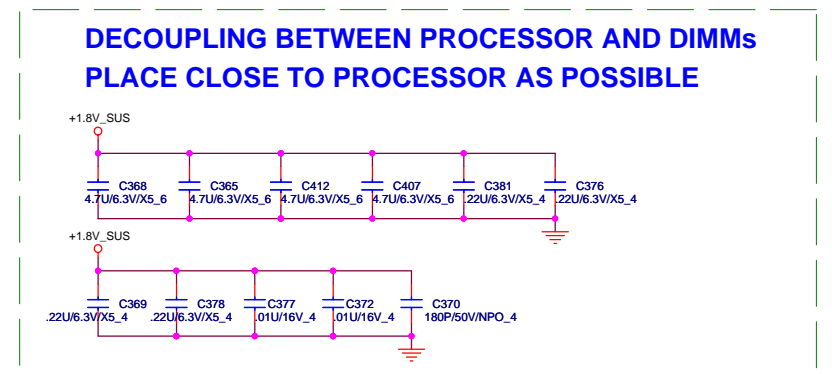 DECOUPLING BETWEEN PROCESSOR AND DIMMs
PLACE CLOSE TO PROCESSOR AS POSSIBLE
+1.8V_SUS
C368 C365 C412 C407 C381 C376
4.7U/6.3V/X5_6 4.7U/6.3V/X5_6 4.7U/6.3V/X5_6 4.7U/6.3V/X5_6 .22U/6.3V/X5_4 .22U/6.3V/X5_4
+1.8V_SUS
C369 C378 C377 C372 C370
.22U/6.3V/X5_4 .22U/6.3V/X5_4 .01U/16V_4 .01U/16V_4 180P/50V/NPO_4